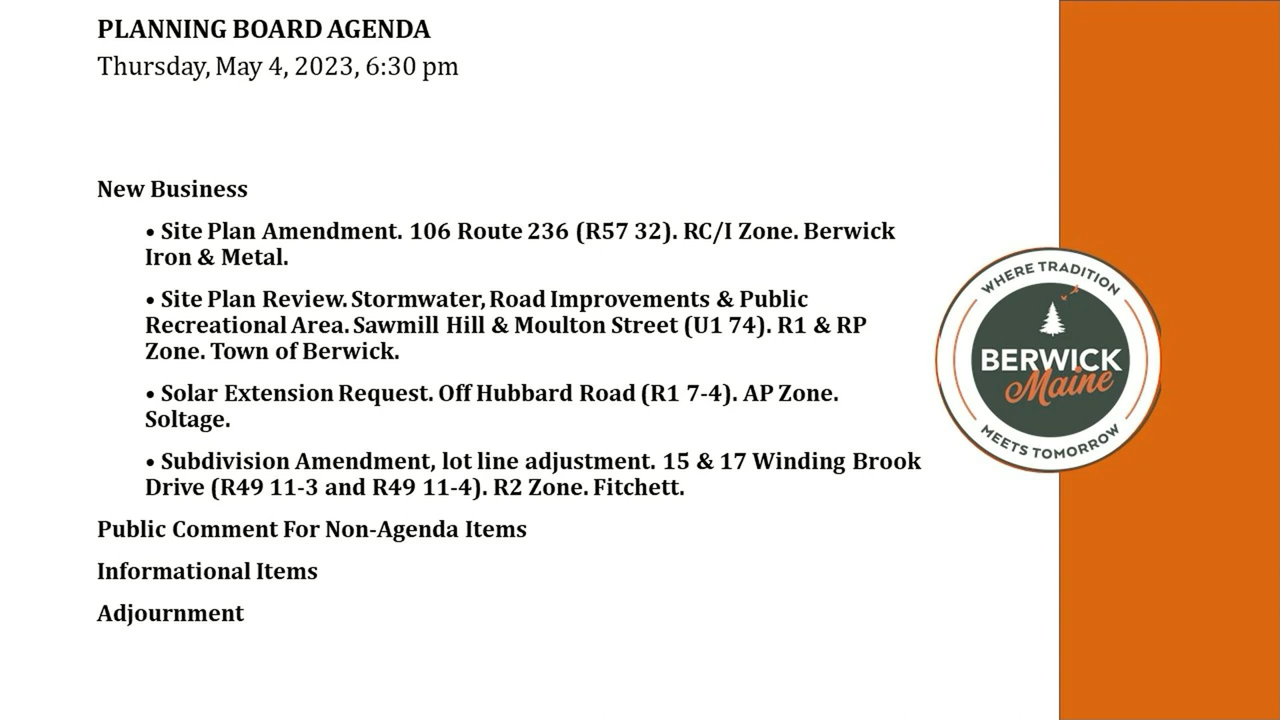 PLANNING BOARD AGENDA
Thursday, May 4, 2023, 6:30 pm
New Business
• Site Plan Amendment. 106 Route 236 (R57 32). RC/I Zone. Berwick
Iron & Metal.
• Site Plan Review. Stormwater, Road Improvements & Public
Recreational Area. Sawmill Hill & Moulton Street (U1 74). R1 & RP
Zone. Town of Berwick.
• Solar Extension Request. Off Hubbard Road (R1 7-4). AP Zone.
Soltage.
• Subdivision Amendment, lot line adjustment. 15 & 17 Winding Brook
Drive (R49 11-3 and R49 11-4). R2 Zone. Fitchett.
Public Comment For Non-Agenda Items
Informational Items
Adjournment
WHERE TRADITION
BERWICK
Maine
MEETS TOMORROW